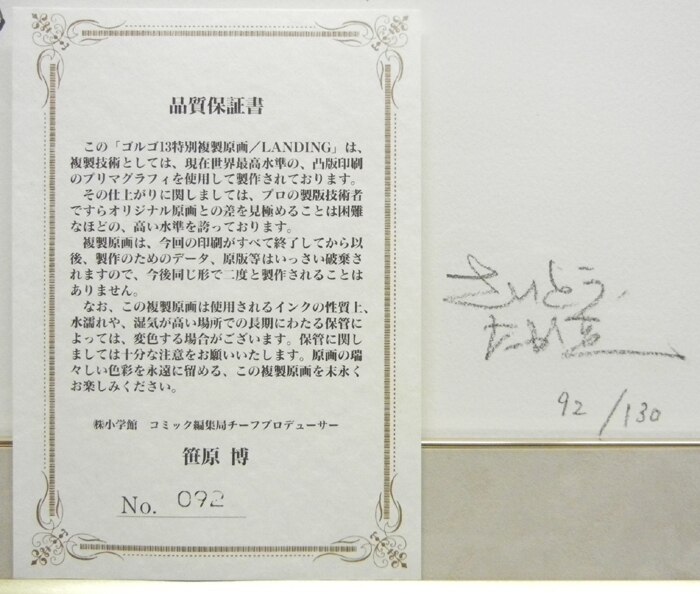 品質保証書
この「ゴルゴ13特別複製原画／LANDING」は、
複製技術としては、現在世界最高水準の、凸版印刷
のプリマグラフィを使用して製作されております。
その仕上がりに関しましては、プロの製版技術者
ですらオリジナル原画との差を見極めることは困難
なほどの、高い水準を誇っております。
複製原画は、今回の印刷がすべて終了してから以
後、製作のためのデータ、原版等はいっさい破棄さ
れますので、今後同じ形で二度と製作されることは
ありません。
なお、この複製原画は使用されるインクの性質上、
水濡れや、湿気が高い場所での長期にわたる保管に
よっては、変色する場合がございます。保管に関し
ましては十分な注意をお願いいたします。原画の瑞
々しい色彩を永遠に留める、この複製原画を末永く
お楽しみください。
㈱小学館 コミック編集局チーフプロデューサー
笹原 博
No. 092
さいとう・
たかを
92/130